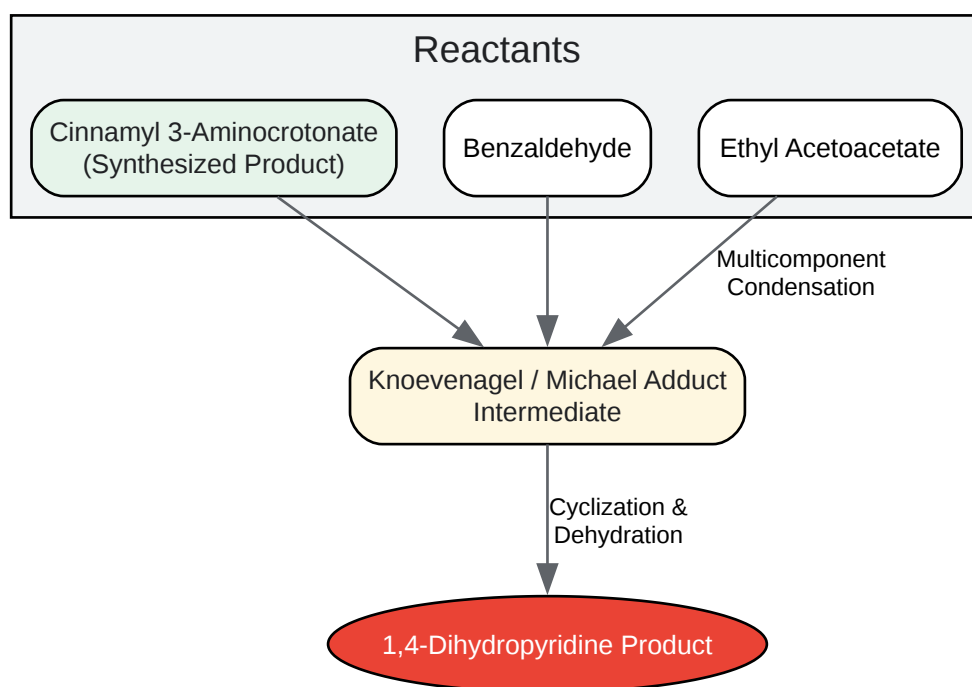 Reactants
Cinnamyl 3-Aminocrotonate
(Synthesized Product)
Benzaldehyde
Ethyl Acetoacetate
Multicomponent
Condensation
Knoevenagel / Michael Adduct
Intermediate
Cyclization &
Dehydration
1,4-Dihydropyridine Product